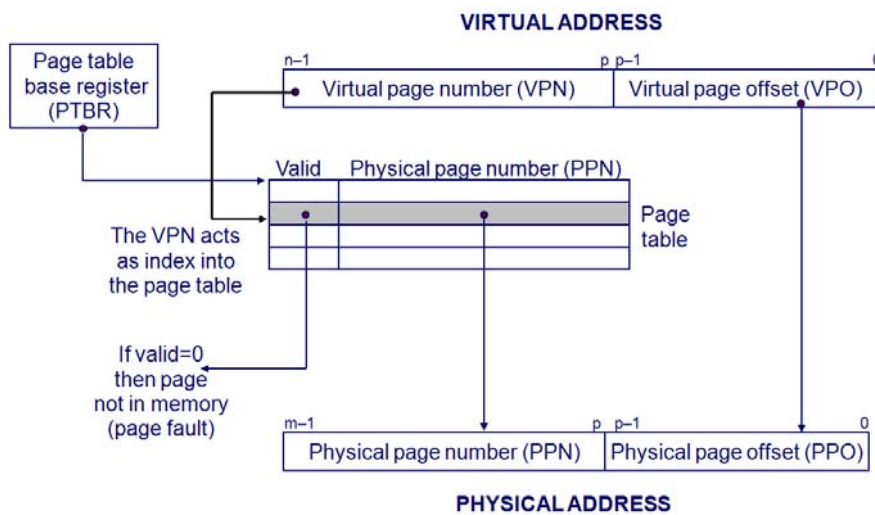 VIRTUAL ADDRESS
Page table
base register
(PTBR)
n–1
p p–1
Virtual page number (VPN)
Virtual page offset (VPO)
Valid
Physical page number (PPN)
Page
table
The VPN acts
as index into
the page table
If valid=0
then page
not in memory
(page fault)
m–1
p p–1
0
Physical page number (PPN)
Physical page offset (PPO)
PHYSICAL ADDRESS